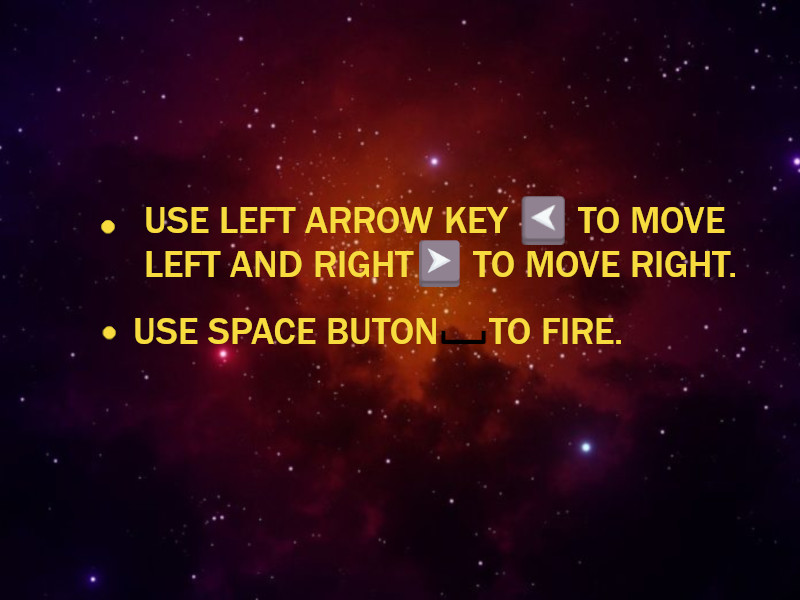 • USE LEFT ARROW KEY TO MOVE
LEFT AND RIGHT TO MOVE RIGHT.
• USE SPACE BUTON TO FIRE.